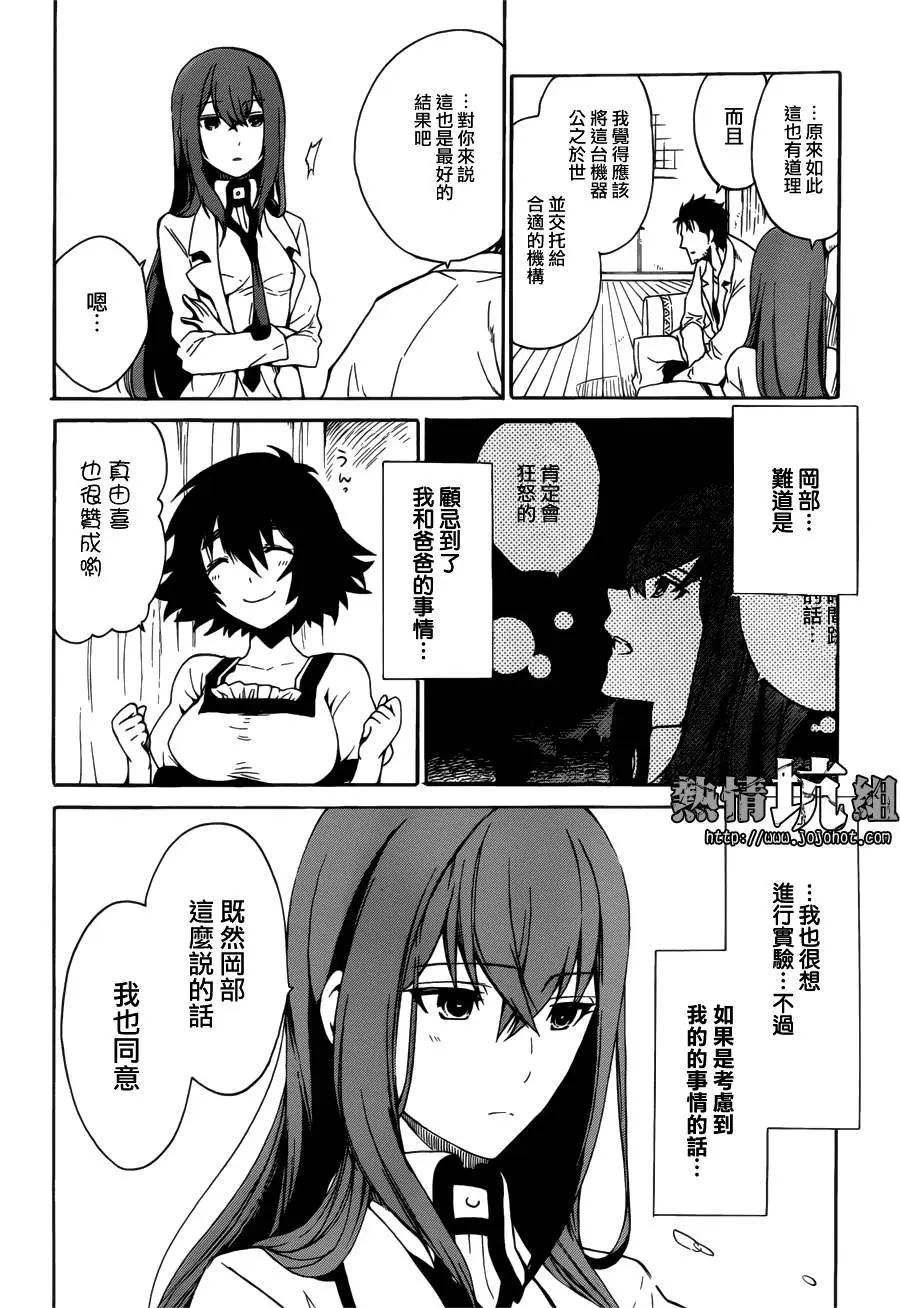 …原來如此
這也有道理
而且
我覺得應該
將這台機器
公之於世
並交托給
合適的機構
…對你來說
這也是最好的
結果吧
嗯…
岡部…
難道是
的話…
肯定會
狂怒的
顧忌到了
我和爸爸的事情…
うん。
真由喜
也很贊成喲
熱情坑組
http://www.jojohot.com
…我也很想
進行實驗…不過
如果是考慮到
我的的事情的話…
既然岡部
這麼說的話
我也同意